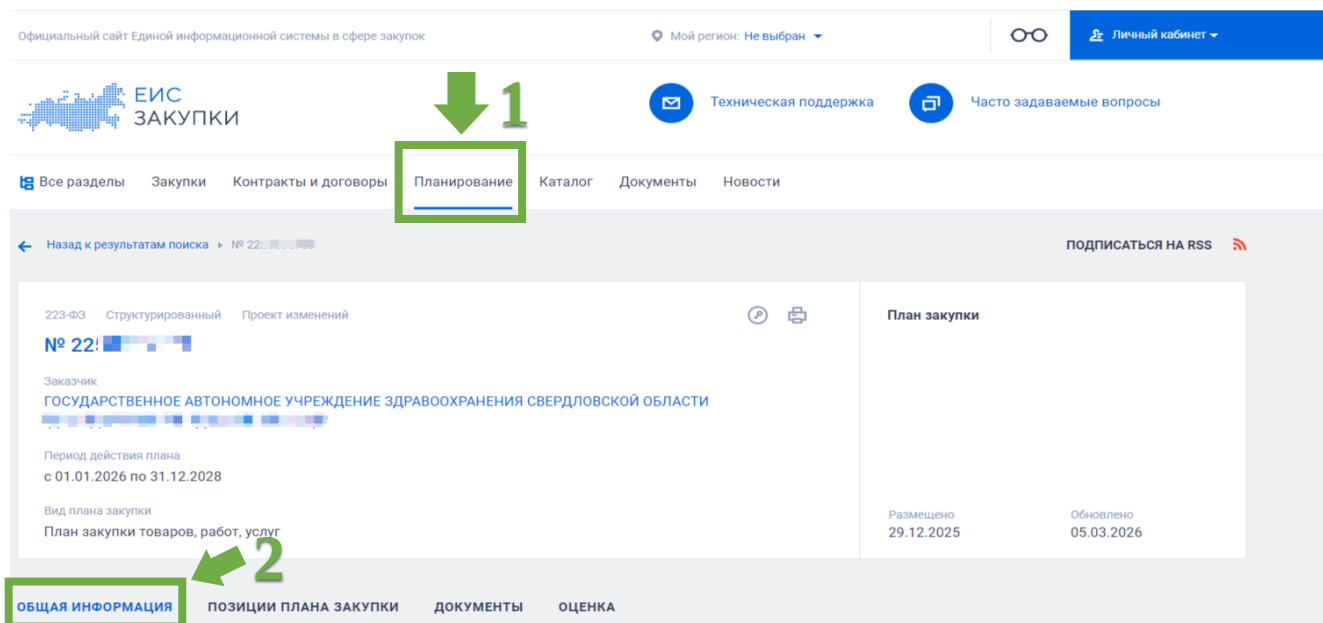 Официальный сайт Единой информационной системы в сфере закупок
Мой регион: Не выбран
Личный кабинет
ЕИС
ЗАКУПКИ
1
Техническая поддержка
Часто задаваемые вопросы
Все разделы Закупки Контракты и договоры Планирование Каталог Документы Новости
Назад к результатам поиска № 22
ПОДПИСАТЬСЯ НА RSS
223-ФЗ Структурированный Проект изменений
План закупки
№ 22
Заказчик
ГОСУДАРСТВЕННОЕ АВТОНОМНОЕ УЧРЕЖДЕНИЕ ЗДРАВООХРАНЕНИЯ СВЕРДЛОВСКОЙ ОБЛАСТИ
Период действия плана
с 01.01.2026 по 31.12.2028
Вид плана закупки
План закупки товаров, работ, услуг
Размещено
29.12.2025
Обновлено
05.03.2026
2
ОБЩАЯ ИНФОРМАЦИЯ ПОЗИЦИИ ПЛАНА ЗАКУПКИ ДОКУМЕНТЫ ОЦЕНКА